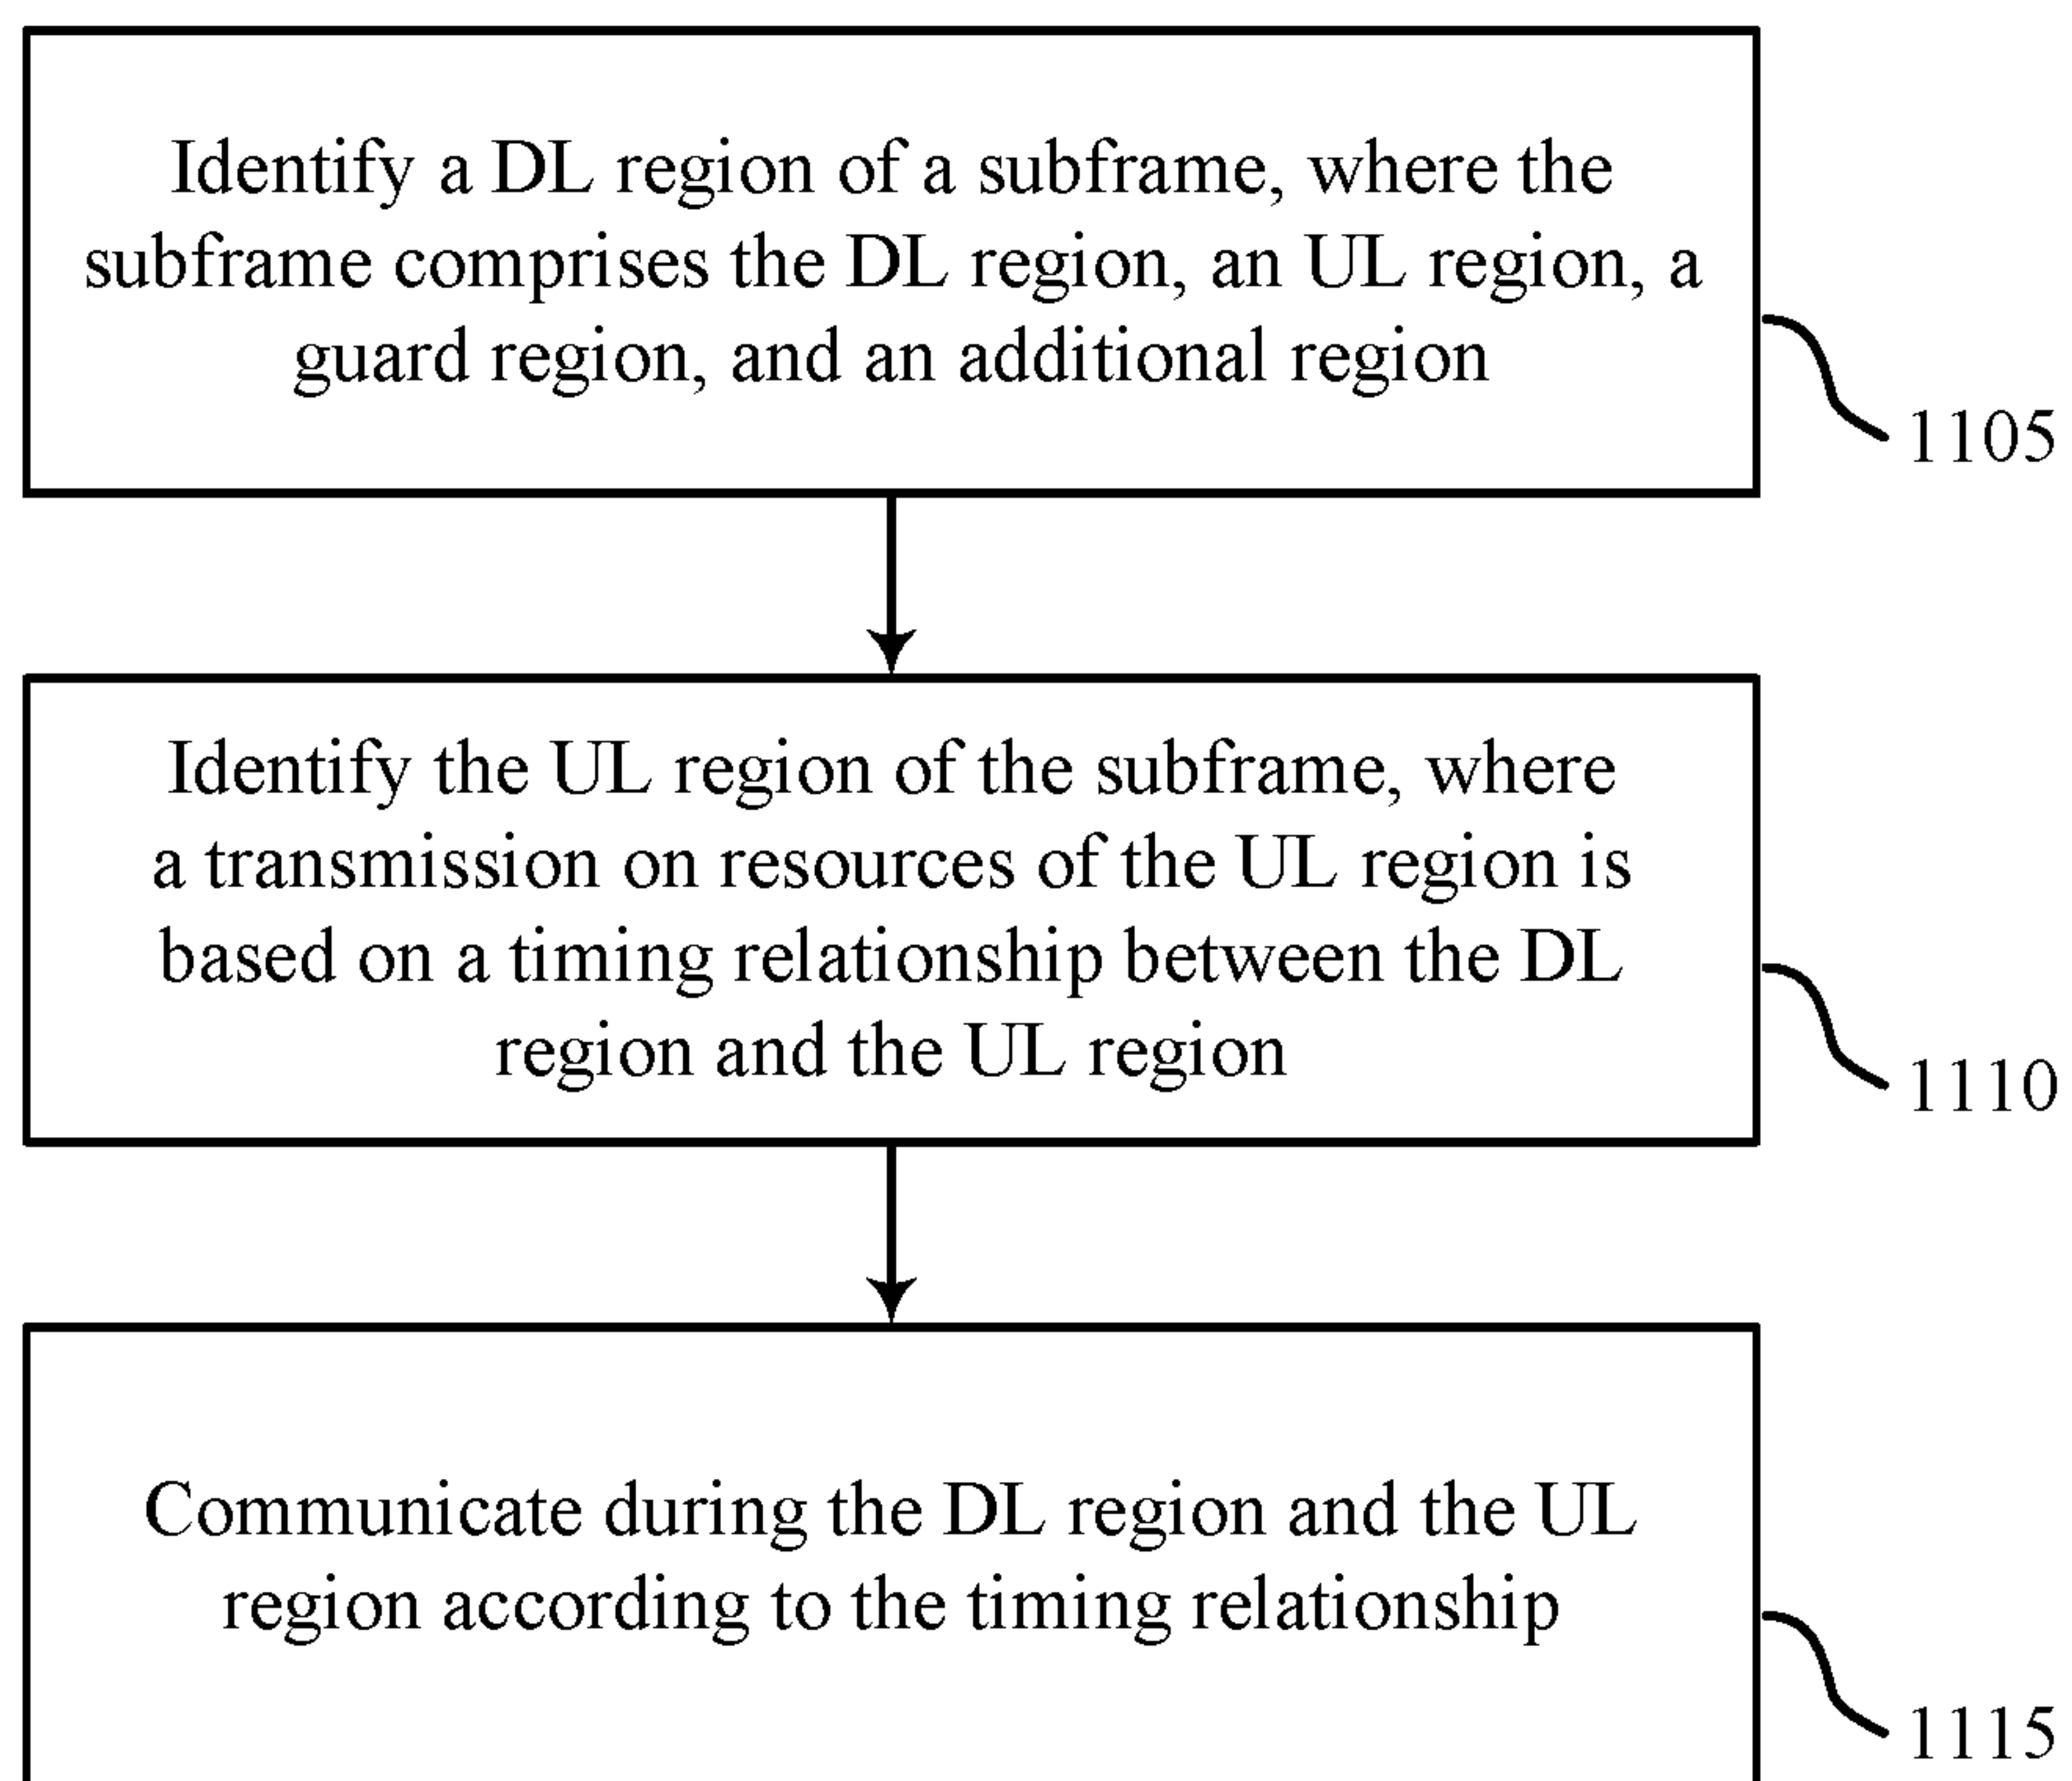 Identify a DL region of a subframe, where the
subframe comprises the DL region, an UL region, a
guard region, and an additional region
1105
Identify the UL region of the subframe, where
a transmission on resources of the UL region is
based on a timing relationship between the DL
region and the UL region
1110
Communicate during the DL region and the UL
region according to the timing relationship
1115